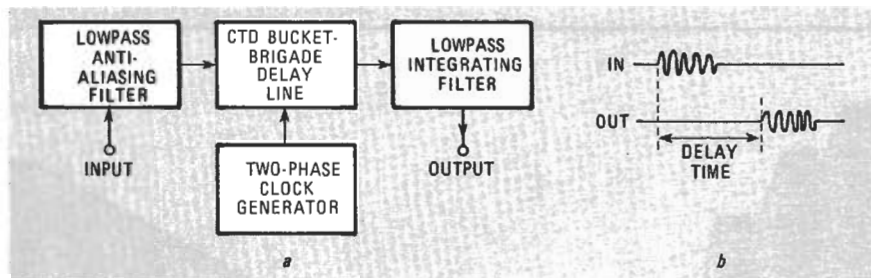 LOWPASS
ANTI-
ALIASING
FILTER
CTD BUCKET-
BRIGADE
DELAY
LINE
LOWPASS
INTEGRATING
FILTER
INPUT
TWO-PHASE
CLOCK
GENERATOR
OUTPUT
a
IN
OUT
DELAY
TIME
b